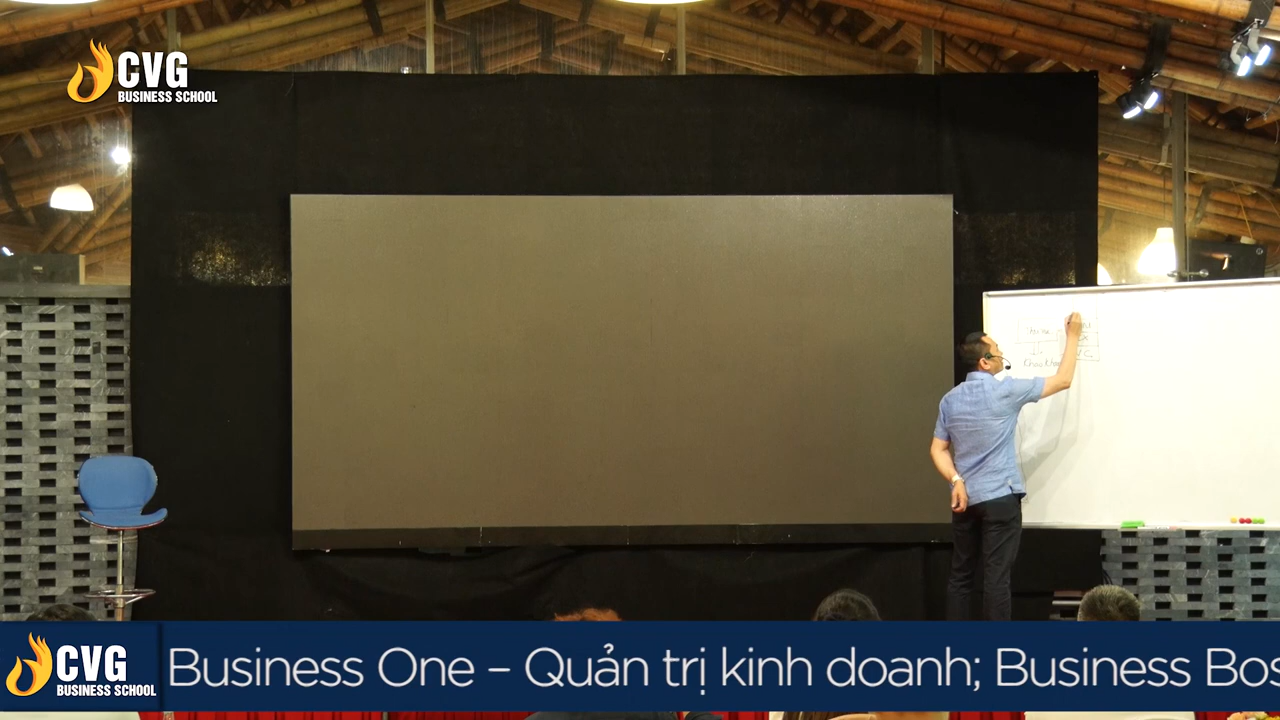 CVG
BUSINESS SCHOOL
CVG
BUSINESS SCHOOL
Business One – Quản trị kinh doanh; Business Bos